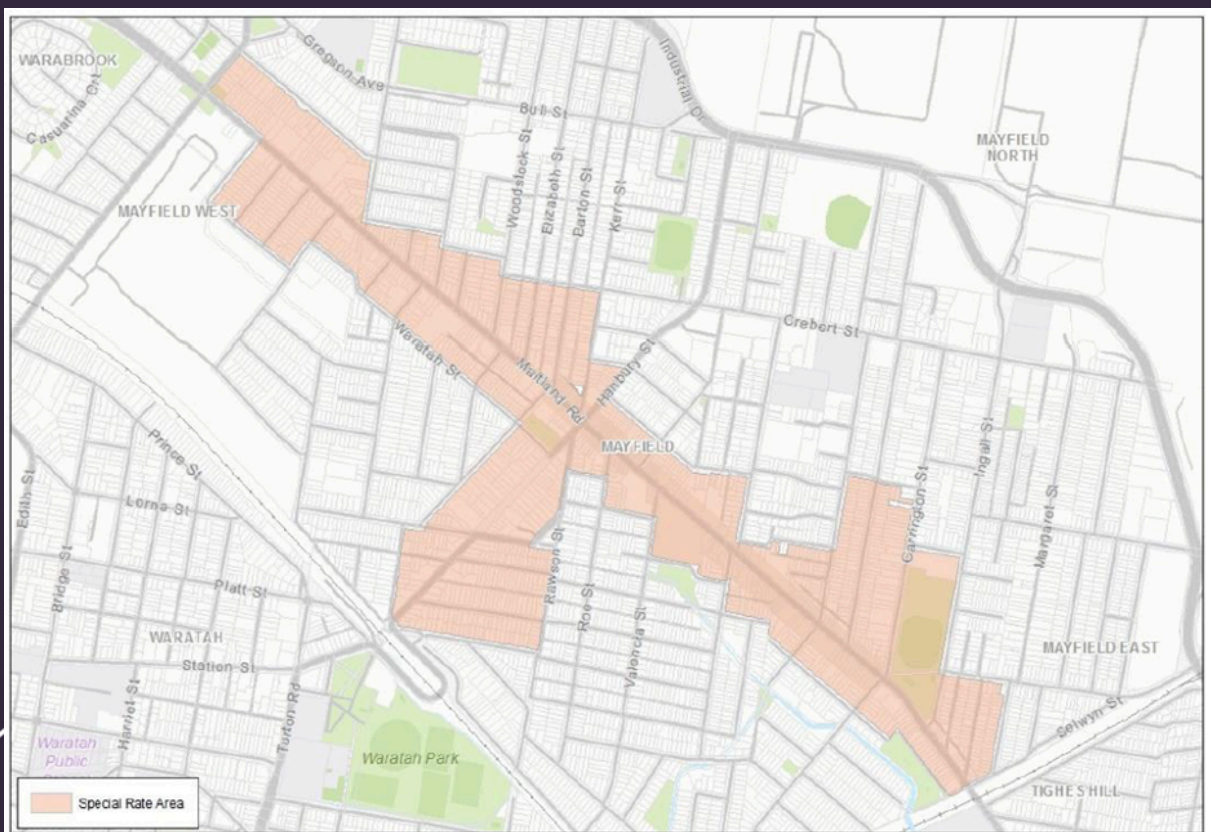 WARABROOK
Casuarina Crt
Gregson Ave
Industrial Dr
Bull St
MAYFIELD
NORTH
MAYFIELD WEST
Woodstock St
Elizabeth St
Barton St
Kerr St
Crebert St
Waratah St
Maitland Rd
Hanbury St
MAYFIELD
Prince St
Edith St
Lorna St
Bridge St
Platt St
WARATAH
Station St
Harriet St
Turton Rd
Rawson St
Roe St
Valencia St
Carrington St
Ingall St
Margaret St
MAYFIELD EAST
Selwyn St
Waratah
Public
Waratah Park
TIGHES HILL
Special Rate Area